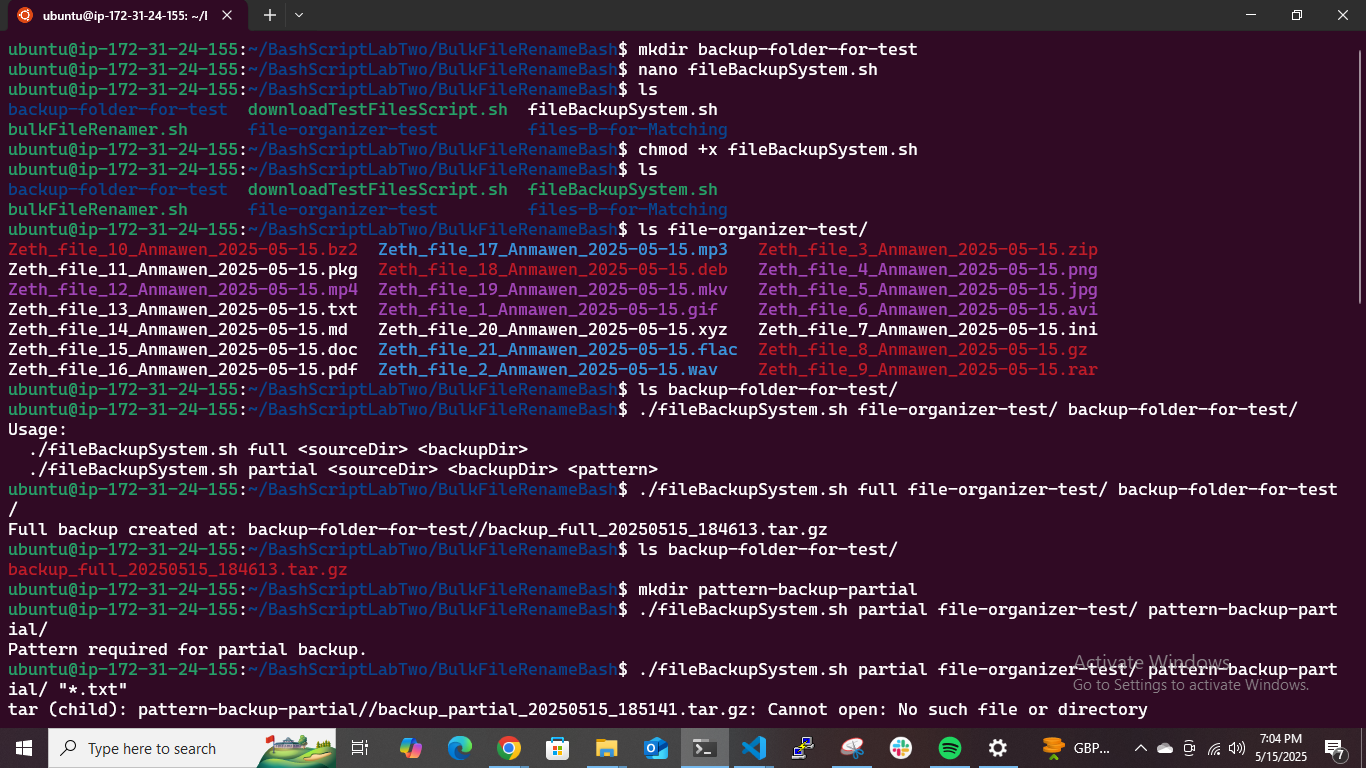 ubuntu@ip-172-31-24-155: ~/l
ubuntu@ip-172-31-24-155:~/BashScriptLabTwo/BulkFileRenameBash$ mkdir backup-folder-for-test
ubuntu@ip-172-31-24-155:~/BashScriptLabTwo/BulkFileRenameBash$ nano fileBackupSystem.sh
ubuntu@ip-172-31-24-155:~/BashScriptLabTwo/BulkFileRenameBash$ ls
backup-folder-for-test  downloadTestFilesScript.sh  fileBackupSystem.sh
bulkFileRenamer.sh      file-organizer-test         files-B-for-Matching
ubuntu@ip-172-31-24-155:~/BashScriptLabTwo/BulkFileRenameBash$ chmod +x fileBackupSystem.sh
ubuntu@ip-172-31-24-155:~/BashScriptLabTwo/BulkFileRenameBash$ ls
backup-folder-for-test  downloadTestFilesScript.sh  fileBackupSystem.sh
bulkFileRenamer.sh      file-organizer-test         files-B-for-Matching
ubuntu@ip-172-31-24-155:~/BashScriptLabTwo/BulkFileRenameBash$ ls file-organizer-test/
Zeth_file_10_Anmawen_2025-05-15.bz2  Zeth_file_17_Anmawen_2025-05-15.mp3   Zeth_file_3_Anmawen_2025-05-15.zip
Zeth_file_11_Anmawen_2025-05-15.pkg  Zeth_file_18_Anmawen_2025-05-15.deb   Zeth_file_4_Anmawen_2025-05-15.png
Zeth_file_12_Anmawen_2025-05-15.mp4  Zeth_file_19_Anmawen_2025-05-15.mkv   Zeth_file_5_Anmawen_2025-05-15.jpg
Zeth_file_13_Anmawen_2025-05-15.txt  Zeth_file_1_Anmawen_2025-05-15.gif    Zeth_file_6_Anmawen_2025-05-15.avi
Zeth_file_14_Anmawen_2025-05-15.md   Zeth_file_20_Anmawen_2025-05-15.xyz   Zeth_file_7_Anmawen_2025-05-15.ini
Zeth_file_15_Anmawen_2025-05-15.doc  Zeth_file_21_Anmawen_2025-05-15.flac  Zeth_file_8_Anmawen_2025-05-15.gz
Zeth_file_16_Anmawen_2025-05-15.pdf  Zeth_file_2_Anmawen_2025-05-15.wav    Zeth_file_9_Anmawen_2025-05-15.rar
ubuntu@ip-172-31-24-155:~/BashScriptLabTwo/BulkFileRenameBash$ ls backup-folder-for-test/
ubuntu@ip-172-31-24-155:~/BashScriptLabTwo/BulkFileRenameBash$ ./fileBackupSystem.sh file-organizer-test/ backup-folder-for-test/
Usage:
  ./fileBackupSystem.sh full <sourceDir> <backupDir>
  ./fileBackupSystem.sh partial <sourceDir> <backupDir> <pattern>
ubuntu@ip-172-31-24-155:~/BashScriptLabTwo/BulkFileRenameBash$ ./fileBackupSystem.sh full file-organizer-test/ backup-folder-for-test
/
Full backup created at: backup-folder-for-test//backup_full_20250515_184613.tar.gz
ubuntu@ip-172-31-24-155:~/BashScriptLabTwo/BulkFileRenameBash$ ls backup-folder-for-test/
backup_full_20250515_184613.tar.gz
ubuntu@ip-172-31-24-155:~/BashScriptLabTwo/BulkFileRenameBash$ mkdir pattern-backup-partial
ubuntu@ip-172-31-24-155:~/BashScriptLabTwo/BulkFileRenameBash$ ./fileBackupSystem.sh partial file-organizer-test/ pattern-backup-part
ial/
Pattern required for partial backup.
ubuntu@ip-172-31-24-155:~/BashScriptLabTwo/BulkFileRenameBash$ ./fileBackupSystem.sh partial file-organizer-test/ pattern-backup-part
ial/ "*.txt"
tar (child): pattern-backup-partial//backup_partial_20250515_185141.tar.gz: Cannot open: No such file or directory
Activate Windows
Go to Settings to activate Windows.
Type here to search
GBP...
7:04 PM
5/15/2025
7